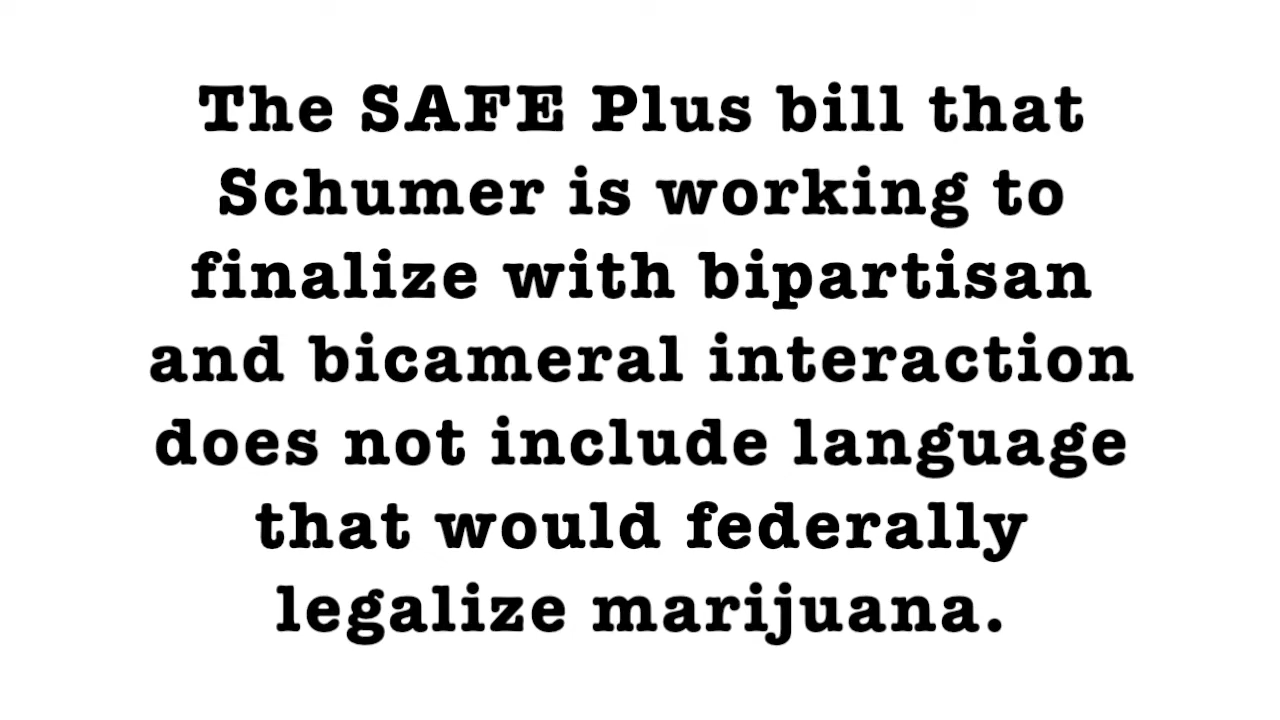 The SAFE Plus bill that
Schumer is working to
finalize with bipartisan
and bicameral interaction
does not include language
that would federally
legalize marijuana.